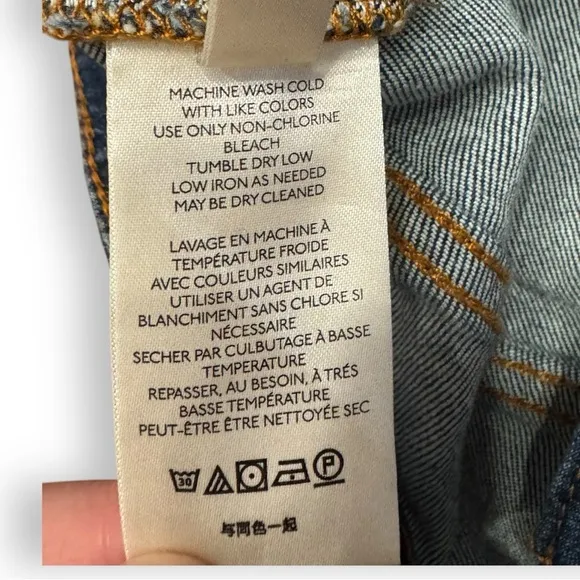 MACHINE WASH COLD
WITH LIKE COLORS
USE ONLY NON-CHLORINE
BLEACH
TUMBLE DRY LOW
LOW IRON AS NEEDED
MAY BE DRY CLEANED
LAVAGE EN MACHINE À
TEMPÉRATURE FROIDE
AVEC COULEURS SIMILAIRES
UTILISER UN AGENT DE
BLANCHIMENT SANS CHLORE SI
NÉCESSAIRE
SECHER PAR CULBUTAGE À BASSE
TEMPERATURE
REPASSER, AU BESOIN, À TRÉS
BASSE TEMPÉRATURE
PEUT-ÊTRE ÊTRE NETTOYÉE SEC
30 P
与同色一起